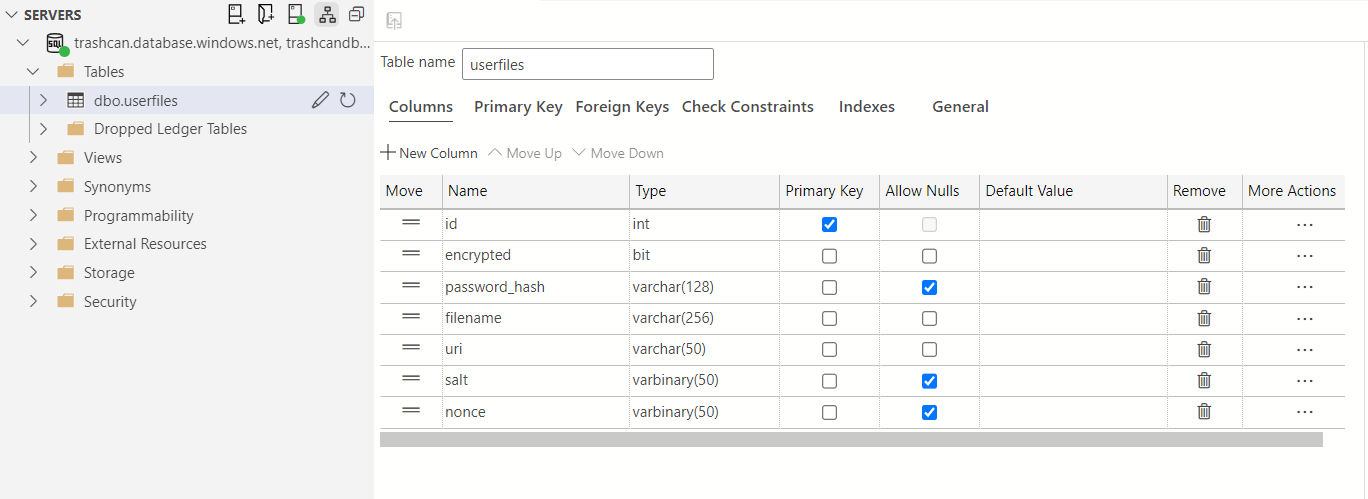 SERVERS
trashcan.database.windows.net, trashcandb...
Tables
dbo.userfiles
Dropped Ledger Tables
Views
Synonyms
Programmability
External Resources
Storage
Security
Table name userfiles
Columns Primary Key Foreign Keys Check Constraints Indexes General
New Column Move Up Move Down
Move Name Type Primary Key Allow Nulls Default Value Remove More Actions
id int
encrypted bit
password_hash varchar(128)
filename varchar(256)
uri varchar(50)
salt varbinary(50)
nonce varbinary(50)